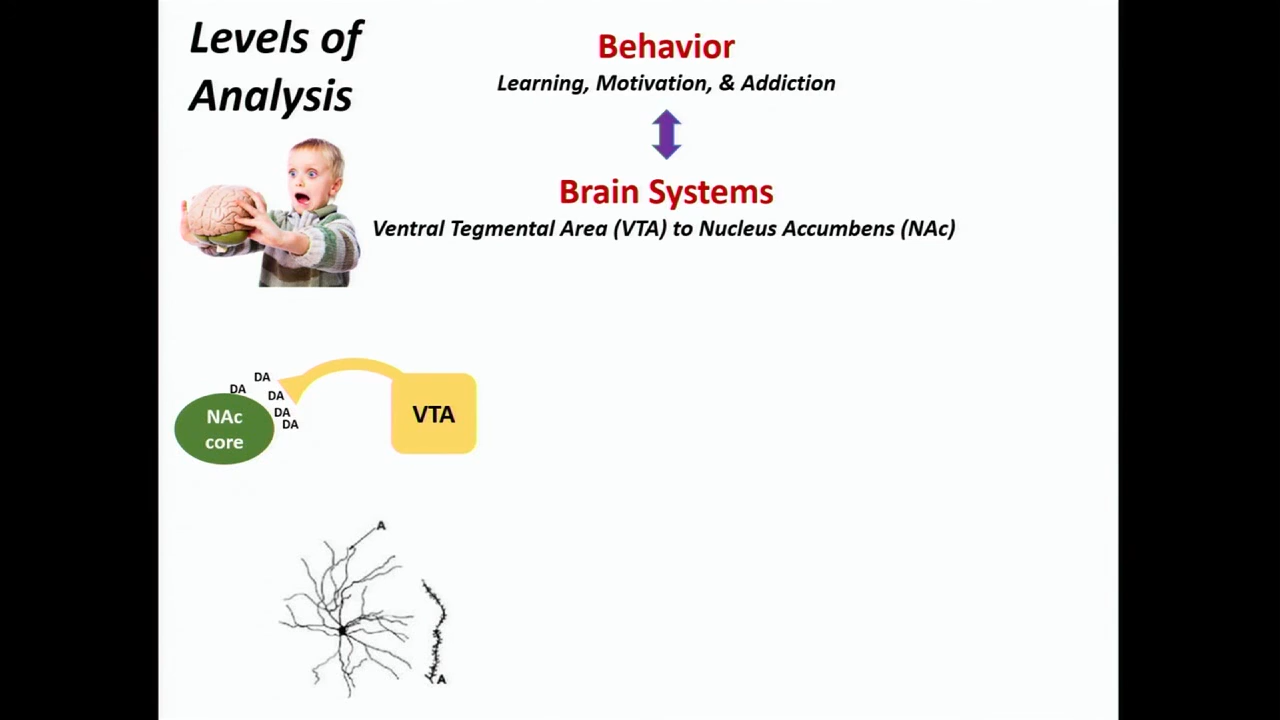 Levels of
Analysis
Behavior
Learning, Motivation, & Addiction
Brain Systems
Ventral Tegmental Area (VTA) to Nucleus Accumbens (NAc)
DA
DA
DA
DA
DA
NAc
core
VTA
A
A